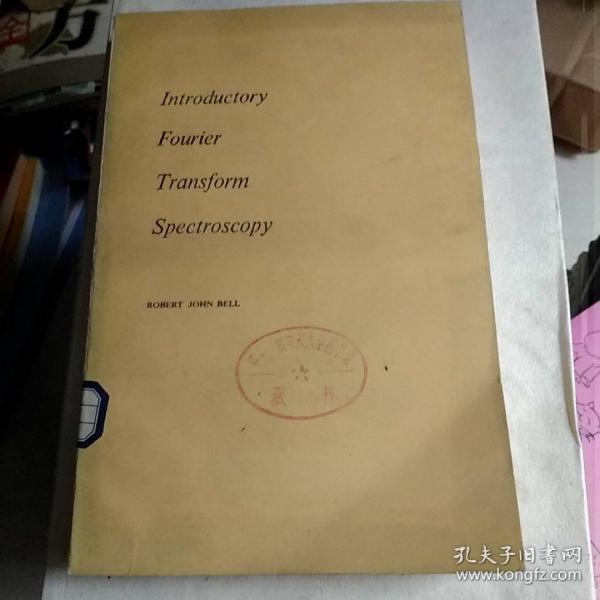 Introductory
Fourier
Transform
Spectroscopy
ROBERT JOHN BELL
藏
孔夫子旧书网
www.kongfz.com